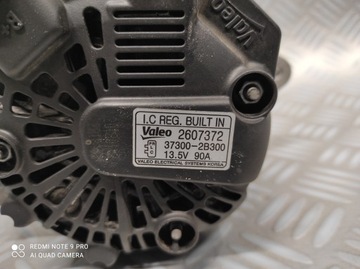 Valeo
I.C REG. BUILT IN
Valeo 2607372
37300-2B300
13.5V 90A
VALEO ELECTRICAL SYSTEMS KOREA
REDMI NOTE 9 PRO
AI QUAD CAMERA